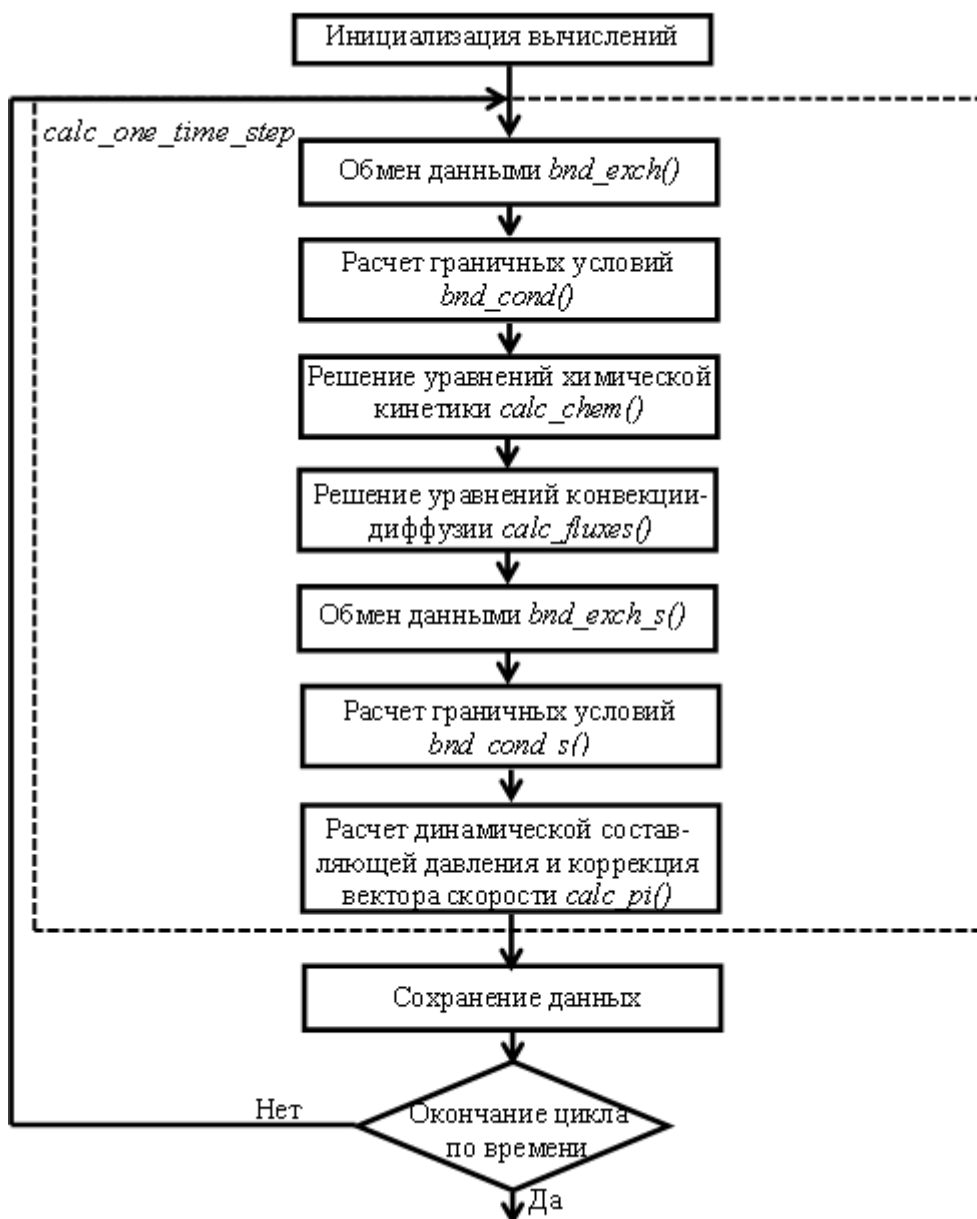 Инициализация вычислений
calc_one_time_step
Обмен данными bnd_exch()
Расчет граничных условий
bnd_cond()
Решение уравнений химической
кинетики calc_chem()
Решение уравнений конвекции-
диффузии calc_fluxes()
Обмен данными bnd_exch_s()
Расчет граничных условий
bnd_cond_s()
Расчет динамической состав-
ляющей давления и коррекция
вектора скорости calc_pi()
Сохранение данных
Нет
Окончание цикла
по времени
Да